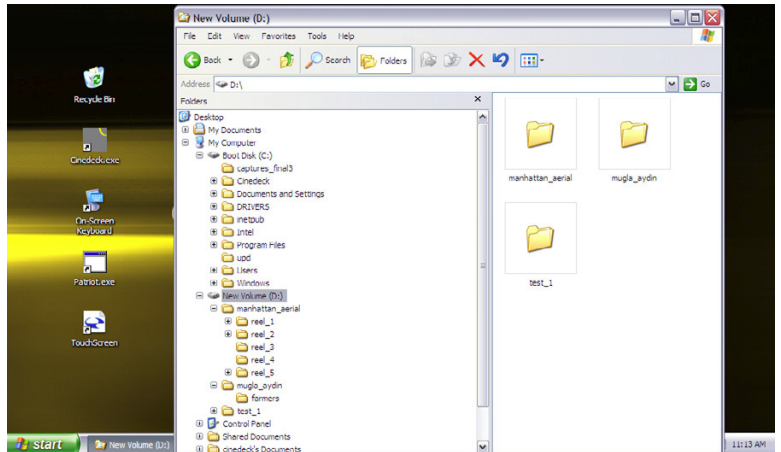 New Volume (D:)
File Edit View Favorites Tools Help
Back Search Folders
Address D:\ Go
Folders
Desktop
My Documents
My Computer
Boot Disk (C:)
captures_final3
Cinedeck
Documents and Settings
DRIVERS
Inetpub
Intel
Program Files
upd
Users
Windows
New Volume (D:)
manhattan_aerial
reel_1
reel_2
reel_3
reel_4
reel_5
mugla_aydin
farmers
test_1
Control Panel
Shared Documents
cinedeck's Documents
manhattan_aerial mugla_aydin
test_1
Recycle Bin
Cinedeck.exe
On-Screen
Keyboard
Patriot.exe
TouchScreen
start New Volume (D:) 11:13 AM